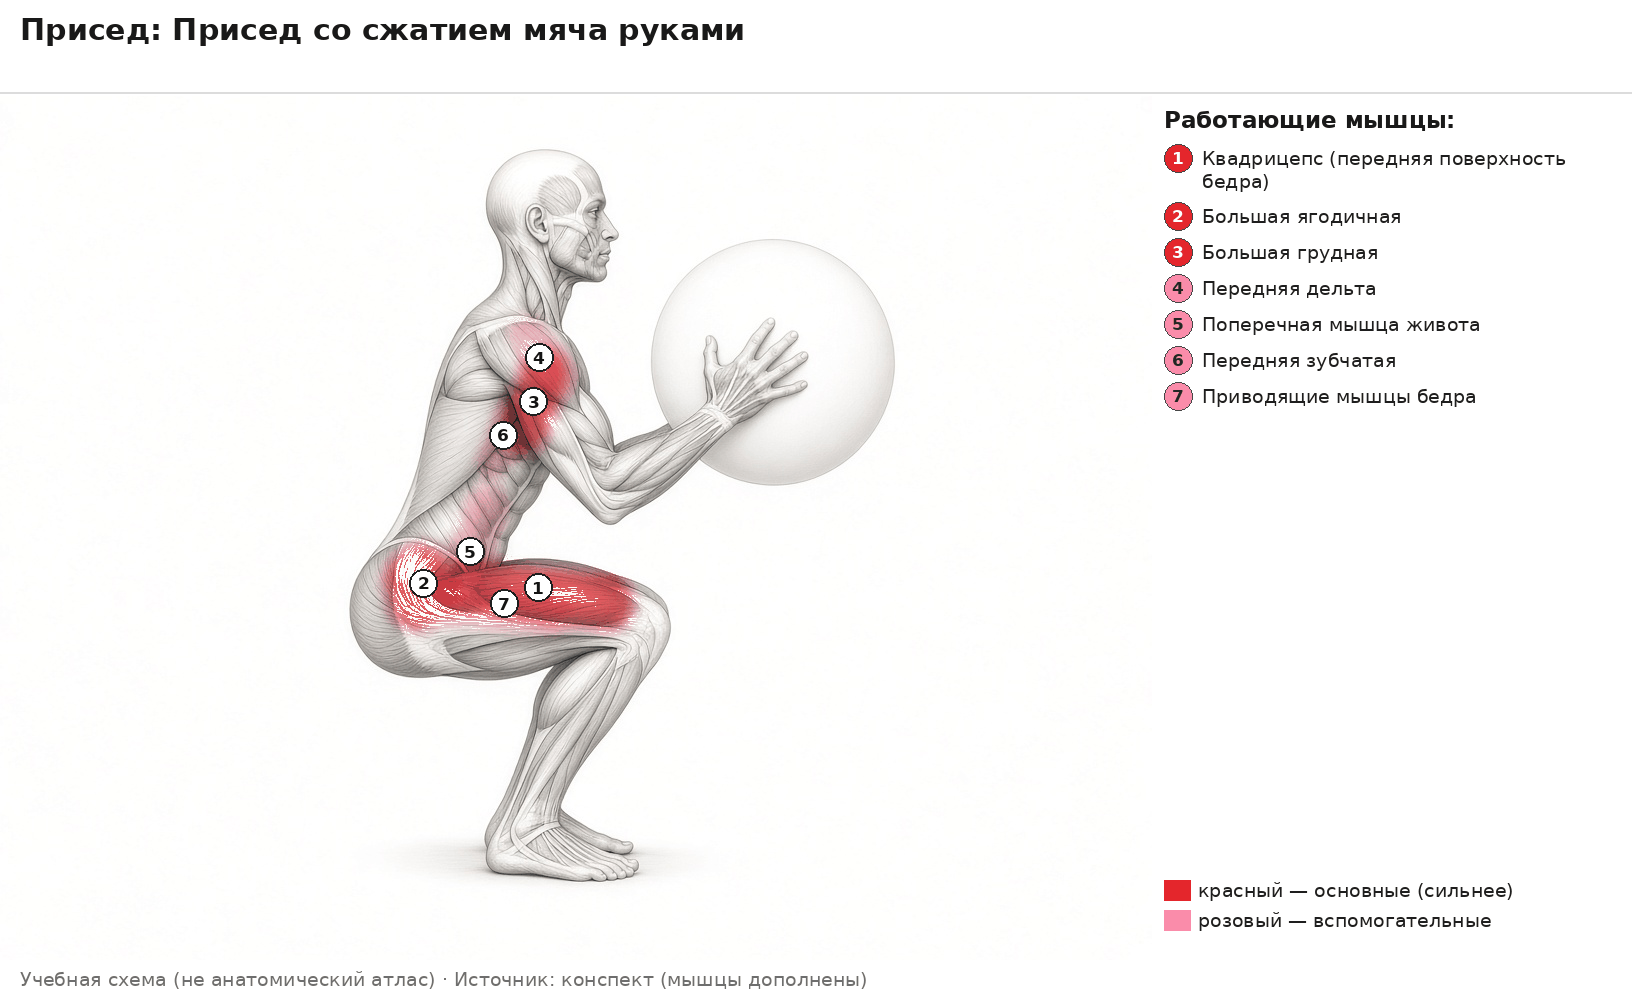 Присед: Присед со сжатием мяча руками
Работающие мышцы:
1 Квадрицепс (передняя поверхность
бедра)
2 Большая ягодичная
3 Большая грудная
4 Передняя дельта
5 Поперечная мышца живота
6 Передняя зубчатая
7 Приводящие мышцы бедра
4
3
6
5
2
1
7
красный — основные (сильнее)
розовый — вспомогательные
Учебная схема (не анатомический атлас) · Источник: конспект (мышцы дополнены)